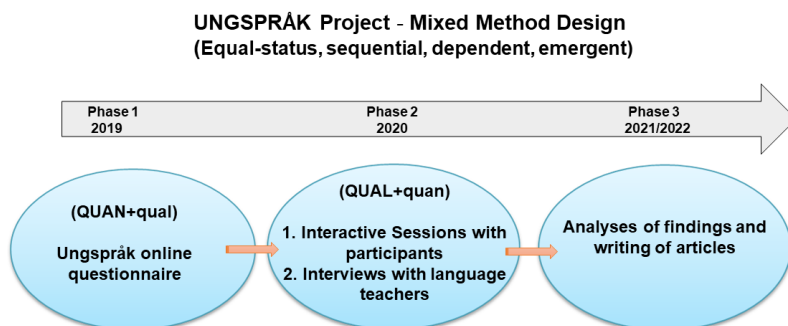 UNGSPRÅK Project - Mixed Method Design
(Equal-status, sequential, dependent, emergent)
Phase 1
2019
Phase 2
2020
Phase 3
2021/2022
(QUAN+qual)
Ungspråk online
questionnaire
(QUAL+quan)
1. Interactive Sessions with
participants
2. Interviews with language
teachers
Analyses of findings and
writing of articles